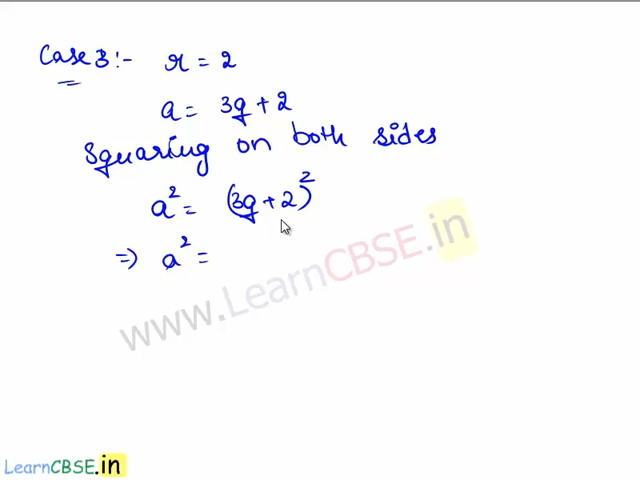 Case 3:- r = 2
a = 3q + 2
Squaring on both sides
a² = (3q + 2)²
⇒ a² =
www.LearnCBSE.in
LearnCBSE.in